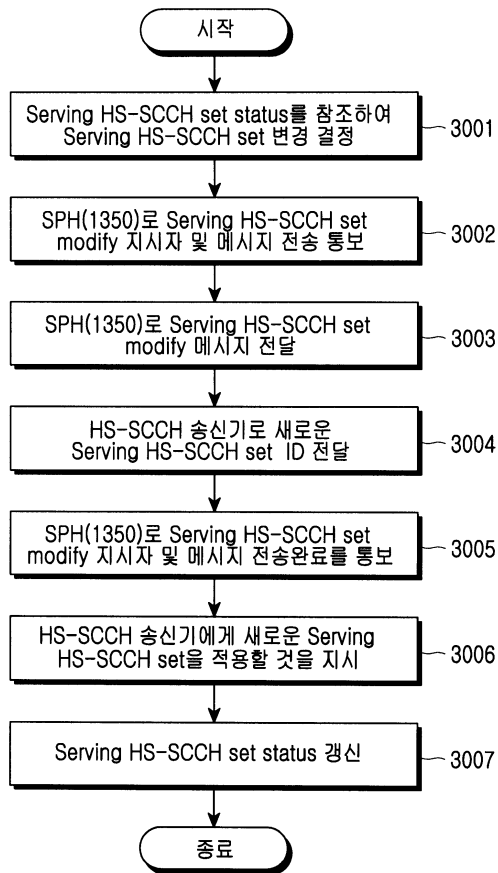 시작
Serving HS-SCCH set status를 참조하여
Serving HS-SCCH set 변경 결정
3001
SPH(1350)로 Serving HS-SCCH set
modify 지시자 및 메시지 전송 통보
3002
SPH(1350)로 Serving HS-SCCH set
modify 메시지 전달
3003
HS-SCCH 송신기로 새로운
Serving HS-SCCH set ID 전달
3004
SPH(1350)로 Serving HS-SCCH set
modify 지시자 및 메시지 전송완료를 통보
3005
HS-SCCH 송신기에게 새로운 Serving
HS-SCCH set을 적용할 것을 지시
3006
Serving HS-SCCH set status 갱신
3007
종료